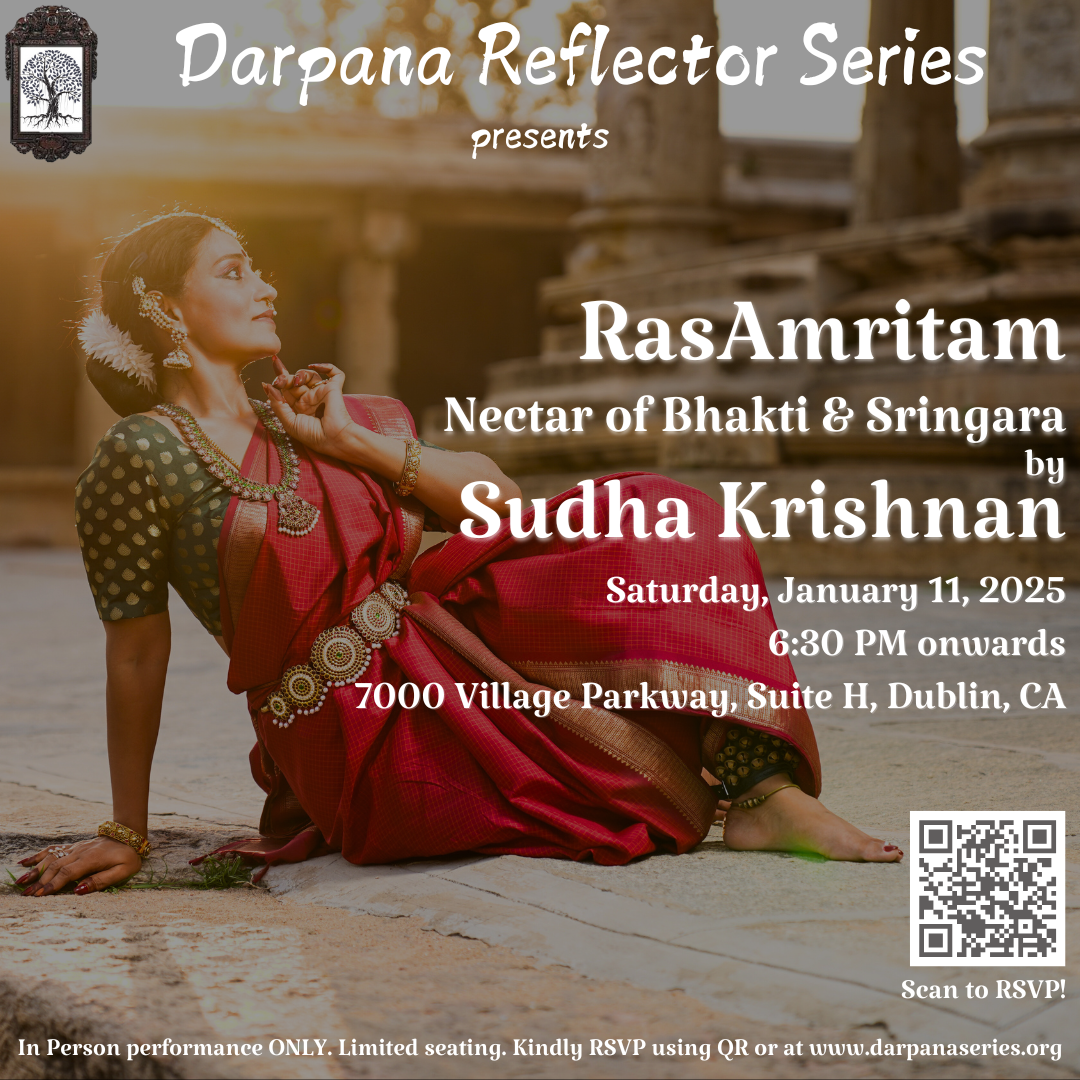 Darpana Reflector Series
presents
RasAmritam
Nectar of Bhakti & Sringara
by
Sudha Krishnan
Saturday, January 11, 2025
6:30 PM onwards
7000 Village Parkway, Suite H, Dublin, CA
Scan to RSVP!
In Person performance ONLY. Limited seating. Kindly RSVP using QR or at www.darpanaseries.org